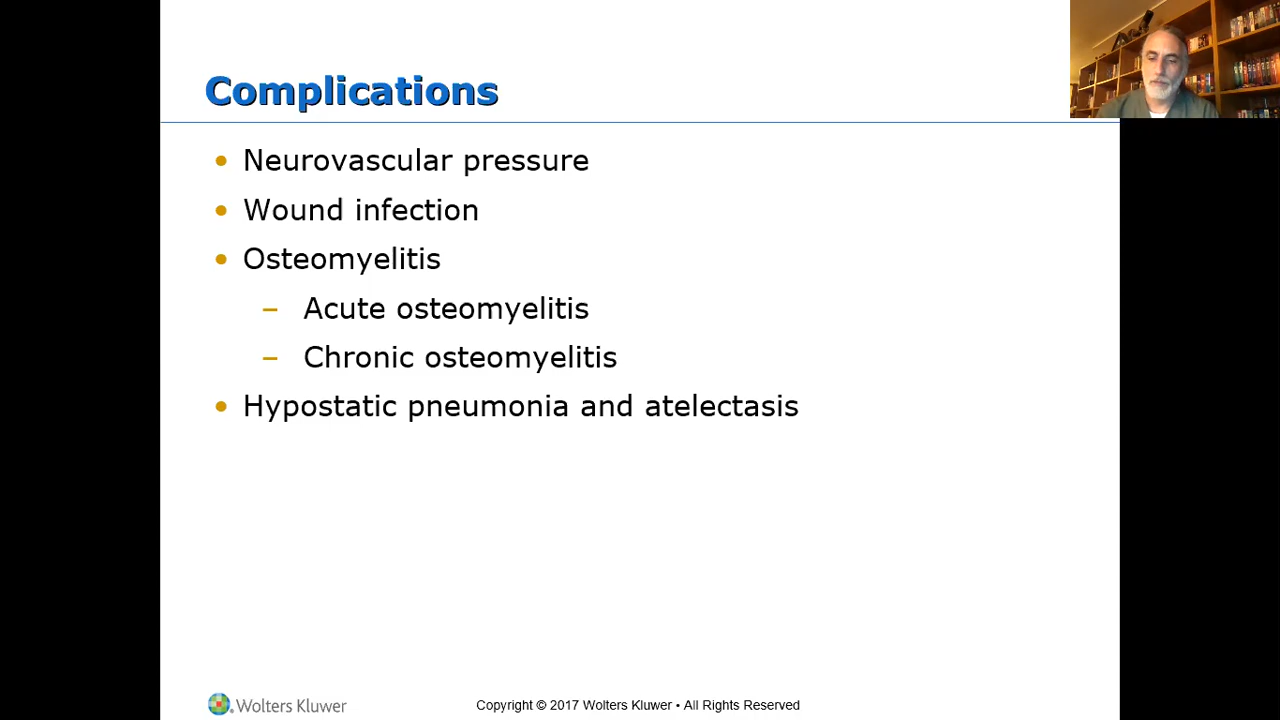 Complications
• Neurovascular pressure
• Wound infection
• Osteomyelitis
– Acute osteomyelitis
– Chronic osteomyelitis
• Hypostatic pneumonia and atelectasis
Wolters Kluwer
Copyright © 2017 Wolters Kluwer • All Rights Reserved